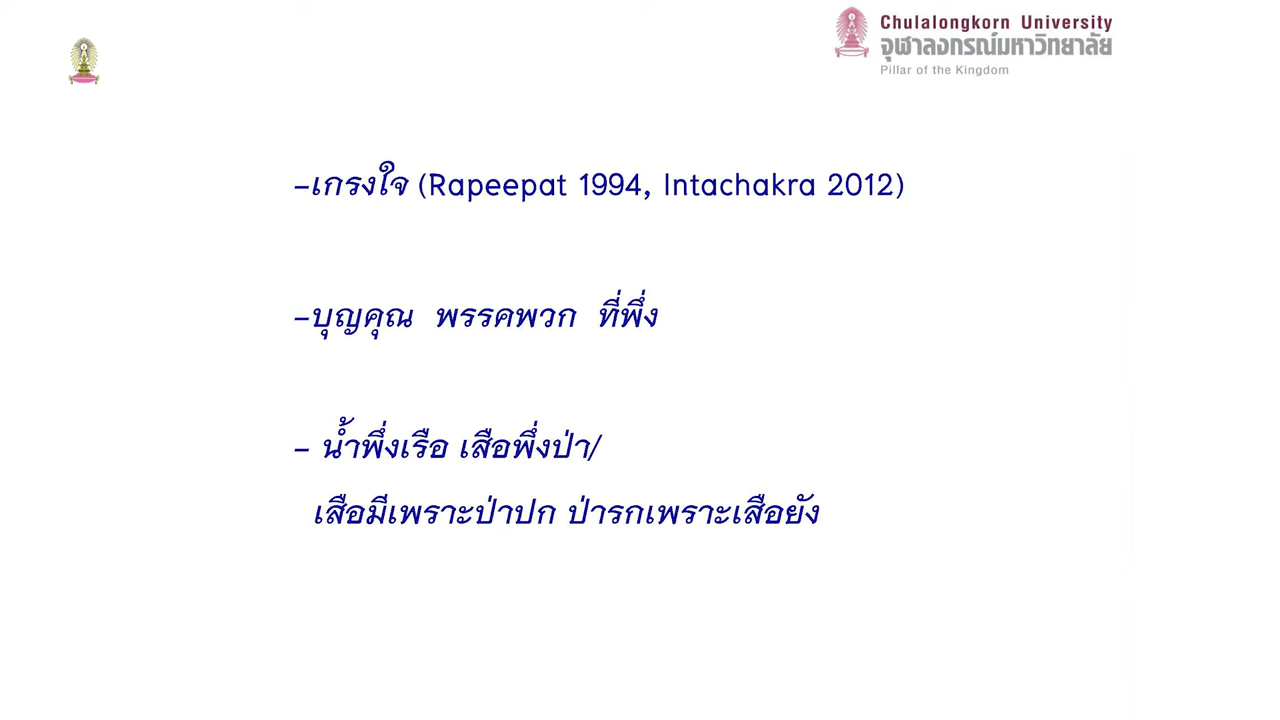 Chulalongkorn University
จุฬาลงกรณ์มหาวิทยาลัย
Pillar of the Kingdom
-เกรงใจ (Rapeepat 1994, Intachakra 2012)
-บุญคุณ พรรคพวก ที่พึ่ง
- น้ำพึ่งเรือ เสือพึ่งป่า/
เสือมีเพราะป่าปก ป่ารกเพราะเสือยัง